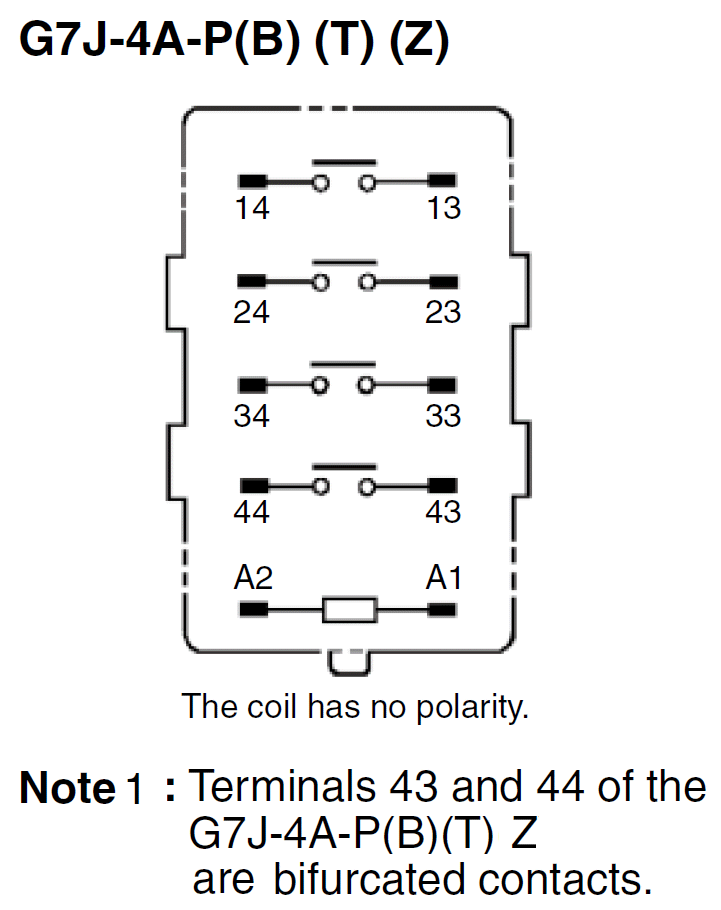 G7J-4A-P(B) (T) (Z)
14 13
24 23
34 33
44 43
A2 A1
The coil has no polarity.
Note 1 : Terminals 43 and 44 of the
G7J-4A-P(B)(T) Z
are bifurcated contacts.